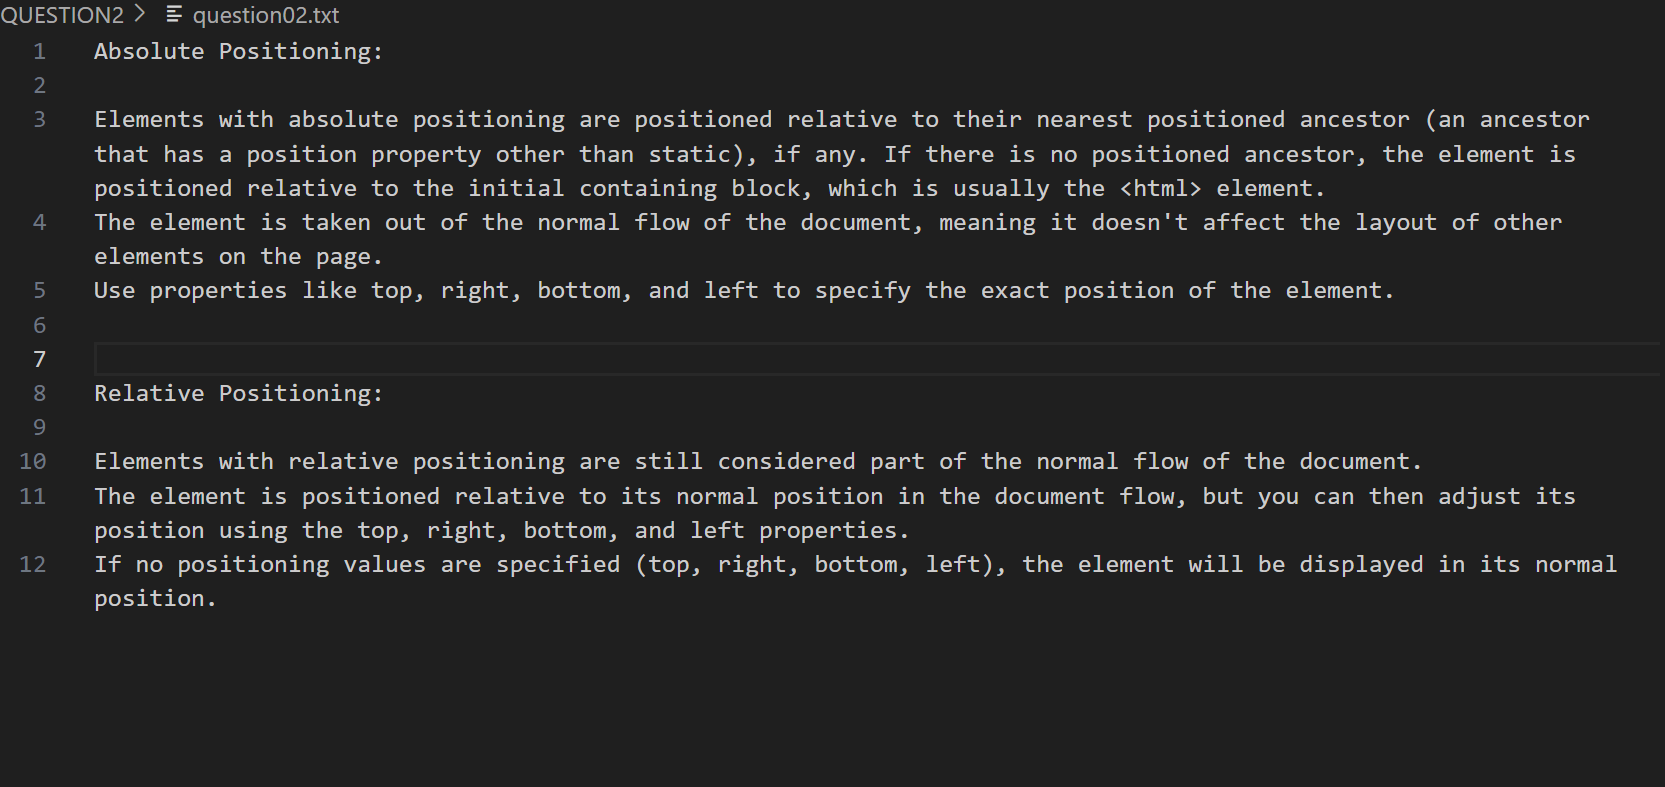 QUESTION2 > question02.txt
1 Absolute Positioning:
2
3 Elements with absolute positioning are positioned relative to their nearest positioned ancestor (an ancestor
that has a position property other than static), if any. If there is no positioned ancestor, the element is
positioned relative to the initial containing block, which is usually the <html> element.
4 The element is taken out of the normal flow of the document, meaning it doesn't affect the layout of other
elements on the page.
5 Use properties like top, right, bottom, and left to specify the exact position of the element.
6
7
8 Relative Positioning:
9
10 Elements with relative positioning are still considered part of the normal flow of the document.
11 The element is positioned relative to its normal position in the document flow, but you can then adjust its
position using the top, right, bottom, and left properties.
12 If no positioning values are specified (top, right, bottom, left), the element will be displayed in its normal
position.